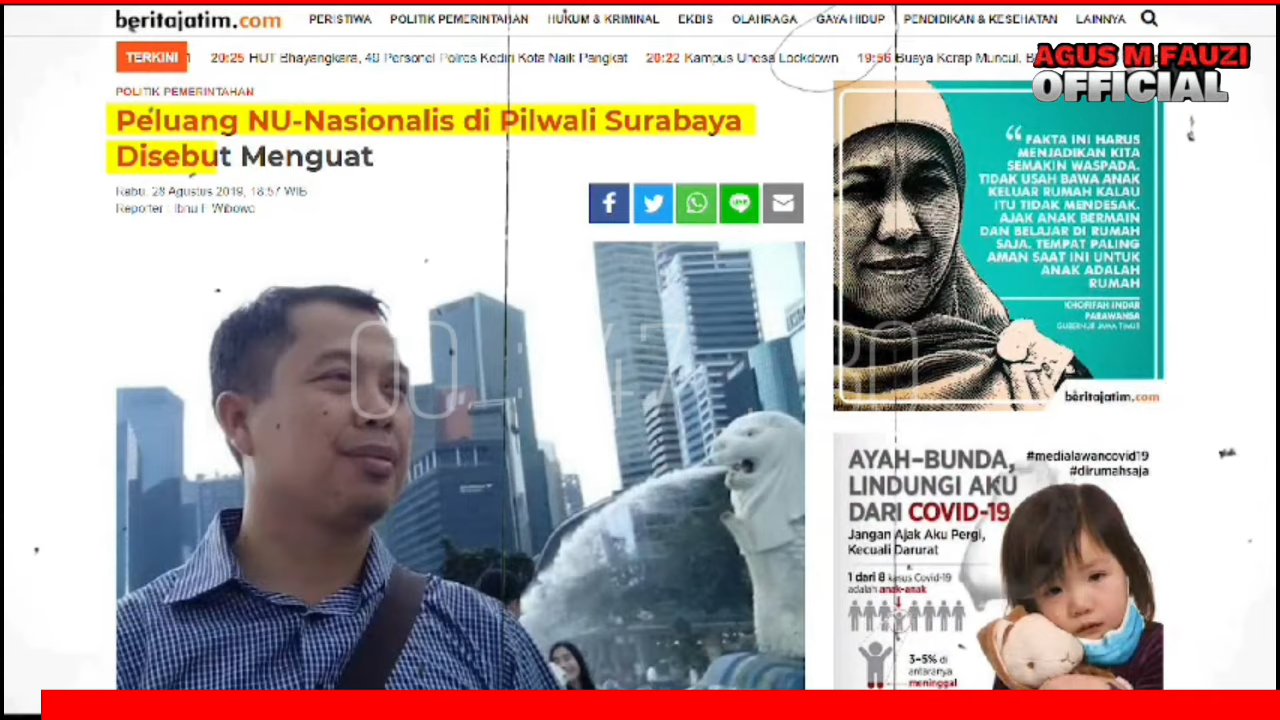 beritajatim.com
PERISTIWA POLITIK PEMERINTAHAN HUKUM & KRIMINAL EKBIS OLAHRAGA GAYA HIDUP PENDIDIKAN & KESEHATAN LAINNYA
TERKINI 20:25 HUT Bhayangkara, 40 Personel Polres Kediri Kota Naik Pangkat 20:22 Kampus Unesa Lockdown 19:56 Buaya Kerap Muncul,
AGUS M FAUZI
OFFICIAL
POLITIK PEMERINTAHAN
Peluang NU-Nasionalis di Pilwali Surabaya
Disebut Menguat
Rabu, 28 Agustus 2019, 18:57 WIB
Reporter : Ibnu F Wibowo
“FAKTA INI HARUS
MENJADIKAN KITA
SEMAKIN WASPADA.
TIDAK USAH BAWA ANAK
KELUAR RUMAH KALAU
ITU TIDAK MENDESAK.
AJAK ANAK BERMAIN
DAN BELAJAR DI RUMAH
SAJA. TEMPAT PALING
AMAN SAAT INI UNTUK
ANAK ADALAH
RUMAH
KHOFIFAH INDAR
PARAWANSA
GUBERNUR JAWA TIMUR
beritajatim.com
AYAH-BUNDA,
LINDUNGI AKU
DARI COVID-19
#medialawancovid19
#dirumahsaja
Jangan Ajak Aku Pergi,
Kecuali Darurat
1 dari 8 kasus Covid-19
adalah anak-anak
3-5% di
antaranya
meninggal